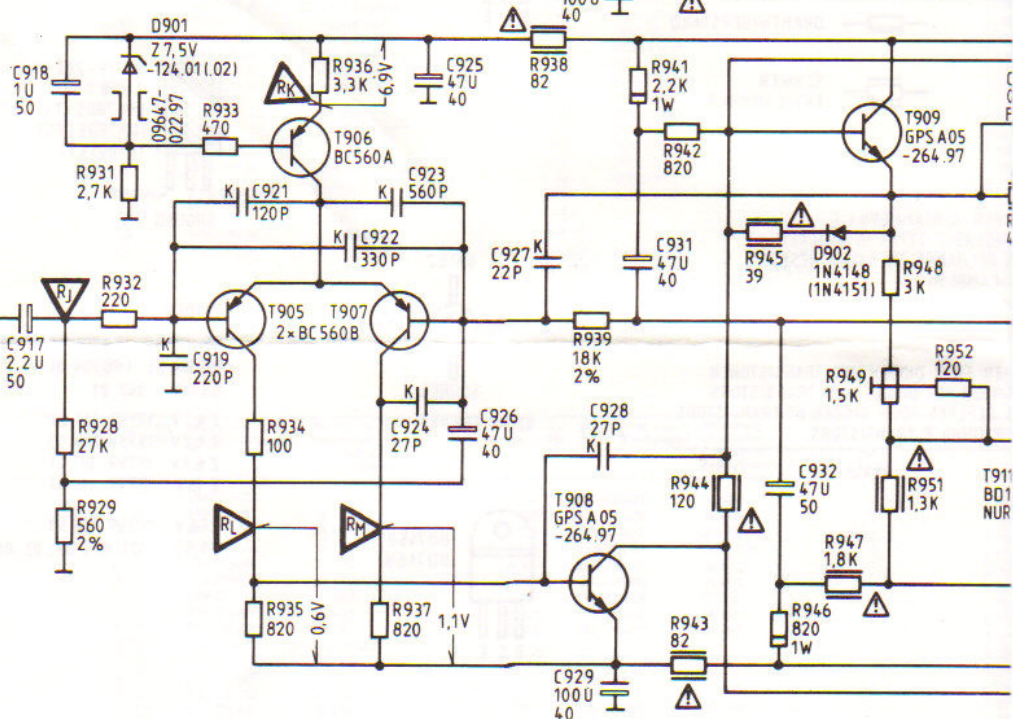 100U
40
D901
Z7,5V
-124.01(.02)
C918
1U
50
09647-
022.97
R933
470
R931
2,7K
R936
3,3K
RK
6,9V
C925
47U
40
T906
BC560A
R938
82
R941
2,2K
1W
R942
820
T909
GPSA05
-264.97
K C921
120P
C923
560P
K
K C922
330P
C927
22P
K
C931
47U
40
R945
39
D902
1N4148
(1N4151)
R948
3K
RJ
R932
220
C917
2,2U
50
K
C919
220P
T905
2×BC560B
T907
R939
18K
2%
R949
1,5K
R952
120
R928
27K
R934
100
K
C924
27P
C926
47U
40
C928
27P
K
R944
120
C932
47U
50
R951
1,3K
T911
BD1
NUR
R929
560
2%
RL
RM
T908
GPSA05
-264.97
R947
1,8K
R935
820
0,6V
R937
820
1,1V
R943
82
R946
820
1W
C929
100U
40